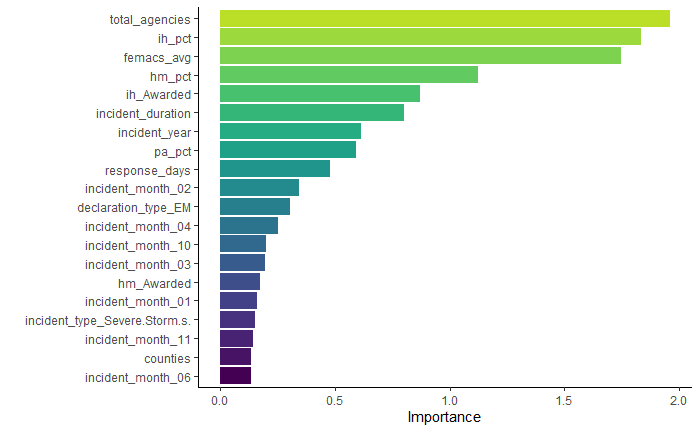 total_agencies
ih_pct
femacs_avg
hm_pct
ih_Awarded
incident_duration
incident_year
pa_pct
response_days
incident_month_02
declaration_type_EM
incident_month_04
incident_month_10
incident_month_03
hm_Awarded
incident_month_01
incident_type_Severe.Storm.s.
incident_month_11
counties
incident_month_06
0.0 0.5 1.0 1.5 2.0
Importance